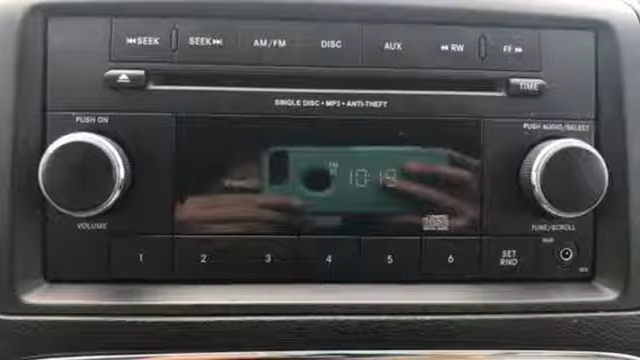 ⏮SEEK SEEK⏭ AM/FM DISC AUX ◀◀RW FF▶▶
TIME
SINGLE DISC • MP3 • ANTI-THEFT
PUSH ON
PUSH AUDIO/SELECT
10:19
VOLUME
TUNE/SCROLL
1 2 3 4 5 6 SET
RND